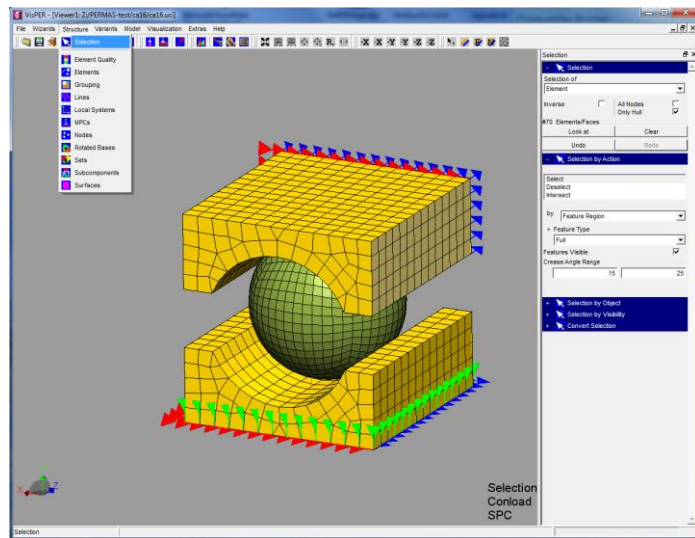 VisPER - [Viewer1: Z:/PERMAS-test/ca16/ca16.uci]
File Wizards Structure Variants Model Visualization Extras Help
Selection
Element Quality
Elements
Grouping
Lines
Local Systems
MPCs
Nodes
Rotated Bases
Sets
Subcomponents
Surfaces
Selection
Selection
Selection of
Element
Inverse
All Nodes
Only Hull
#70 Elements/Faces
Look at Clear
Undo Redo
Selection by Action
Select
Deselect
Intersect
by Feature Region
+ Feature Type
Full
Features Visible
Crease Angle Range
15 25
Selection by Object
Selection by Visibility
Convert Selection
X Z
Selection
Conload
SPC
Selection